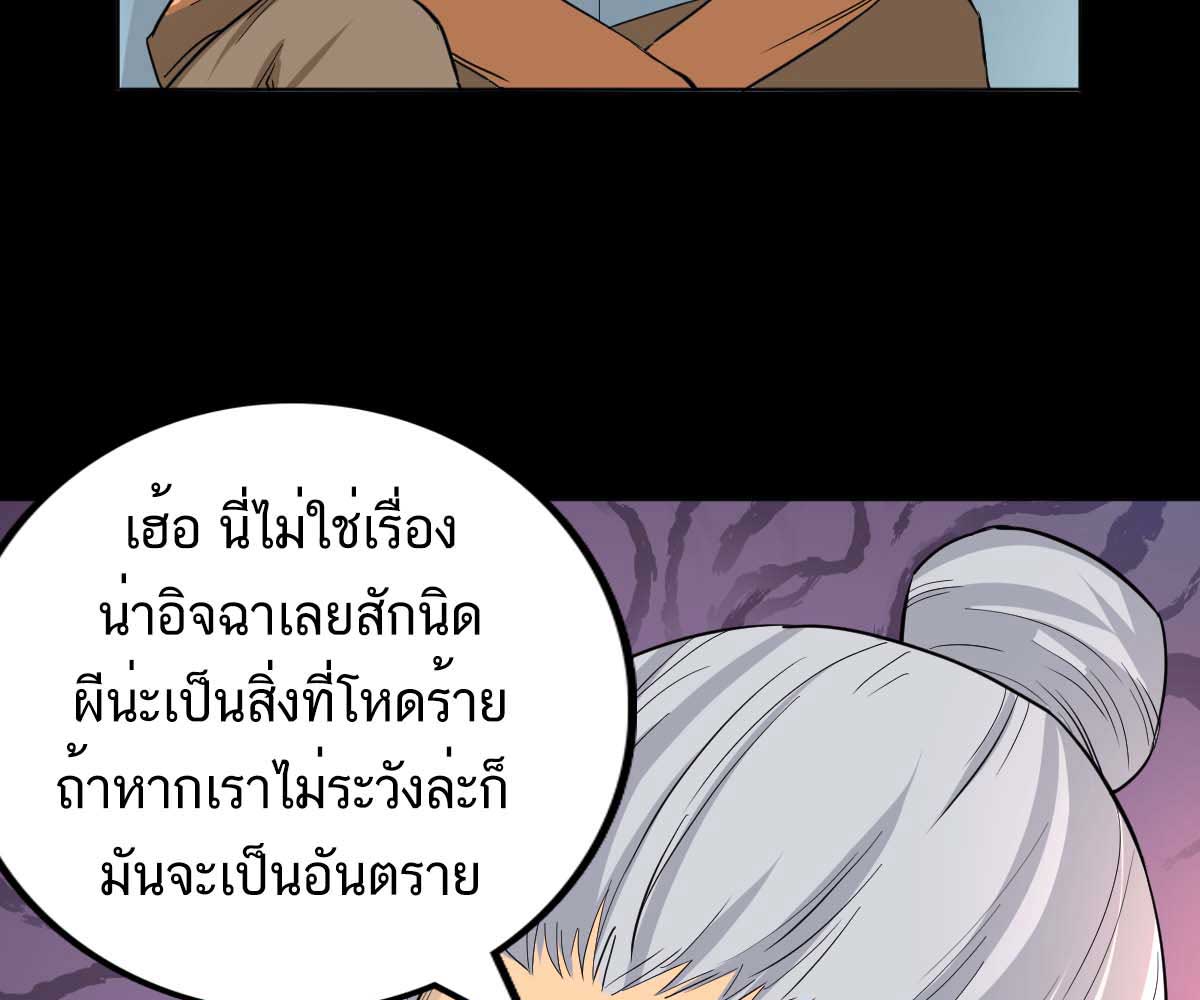 เฮ้อ นี่ไม่ใช่เรื่อง
น่าอิจฉาเลยสักนิด
ผีน่ะเป็นสิ่งที่โหดร้าย
ถ้าหากเราไม่ระวังล่ะก็
มันจะเป็นอันตราย